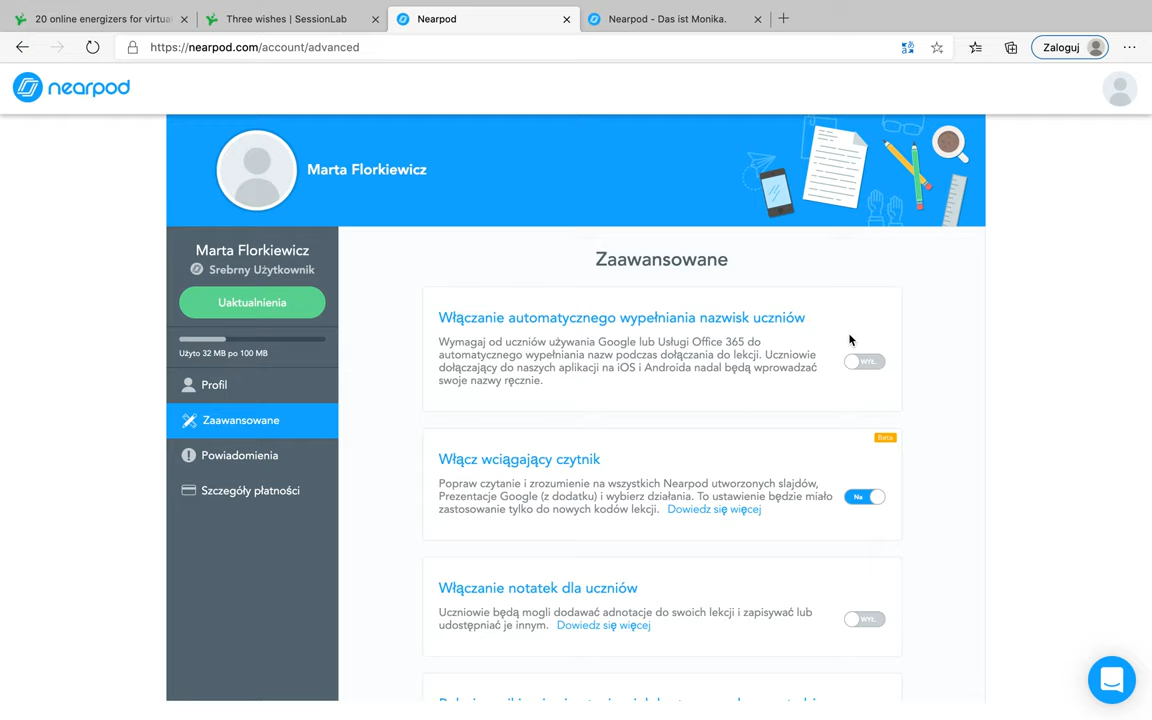 20 online energizers for virtua
Three wishes | SessionLab
Nearpod
Nearpod - Das ist Monika.
https://nearpod.com/account/advanced
Zaloguj
nearpod
Marta Florkiewicz
Marta Florkiewicz
Srebrny Użytkownik
Uaktualnienia
Użyto 32 MB po 100 MB
Profil
Zaawansowane
Powiadomienia
Szczegóły płatności
Zaawansowane
Włączanie automatycznego wypełniania nazwisk uczniów
Wymagaj od uczniów używania Google lub Usługi Office 365 do
automatycznego wypełniania nazw podczas dołączania do lekcji. Uczniowie
dołączający do naszych aplikacji na iOS i Androida nadal będą wprowadzać
swoje nazwy ręcznie.
WYŁ.
Beta
Włącz wciągający czytnik
Popraw czytanie i zrozumienie na wszystkich Nearpod utworzonych slajdów,
Prezentacje Google (z dodatku) i wybierz działania. To ustawienie będzie miało
zastosowanie tylko do nowych kodów lekcji. Dowiedz się więcej
Na
Włączanie notatek dla uczniów
Uczniowie będą mogli dodawać adnotacje do swoich lekcji i zapisywać lub
udostępniać je innym. Dowiedz się więcej
WYŁ.